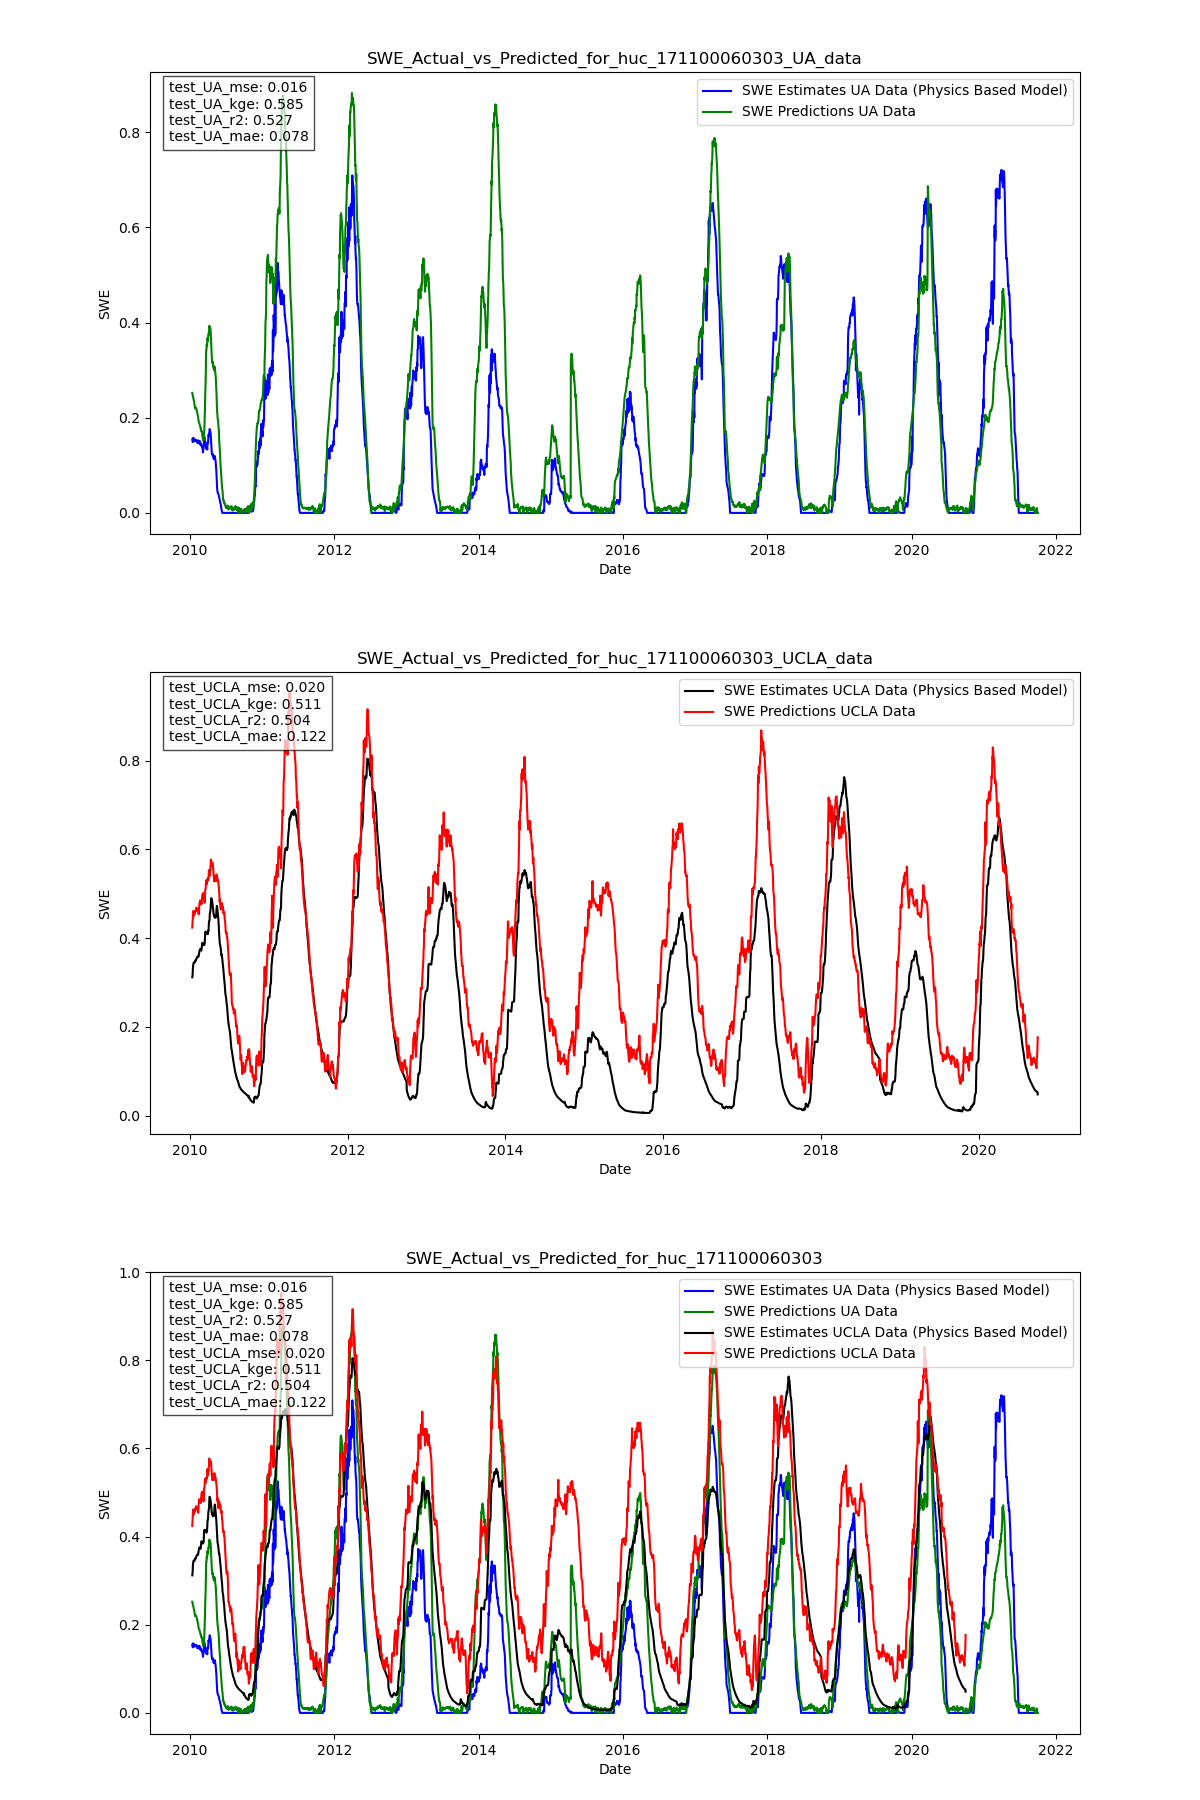 SWE_Actual_vs_Predicted_for_huc_171100060303_UA_data
test_UA_mse: 0.016
test_UA_kge: 0.585
test_UA_r2: 0.527
test_UA_mae: 0.078
SWE Estimates UA Data (Physics Based Model)
SWE Predictions UA Data
0.8
0.6
0.4
0.2
0.0
SWE
2010 2012 2014 2016 2018 2020 2022
Date
SWE_Actual_vs_Predicted_for_huc_171100060303_UCLA_data
test_UCLA_mse: 0.020
test_UCLA_kge: 0.511
test_UCLA_r2: 0.504
test_UCLA_mae: 0.122
SWE Estimates UCLA Data (Physics Based Model)
SWE Predictions UCLA Data
0.8
0.6
0.4
0.2
0.0
SWE
2010 2012 2014 2016 2018 2020
Date
SWE_Actual_vs_Predicted_for_huc_171100060303
test_UA_mse: 0.016
test_UA_kge: 0.585
test_UA_r2: 0.527
test_UA_mae: 0.078
test_UCLA_mse: 0.020
test_UCLA_kge: 0.511
test_UCLA_r2: 0.504
test_UCLA_mae: 0.122
SWE Estimates UA Data (Physics Based Model)
SWE Predictions UA Data
SWE Estimates UCLA Data (Physics Based Model)
SWE Predictions UCLA Data
1.0
0.8
0.6
0.4
0.2
0.0
SWE
2010 2012 2014 2016 2018 2020 2022
Date